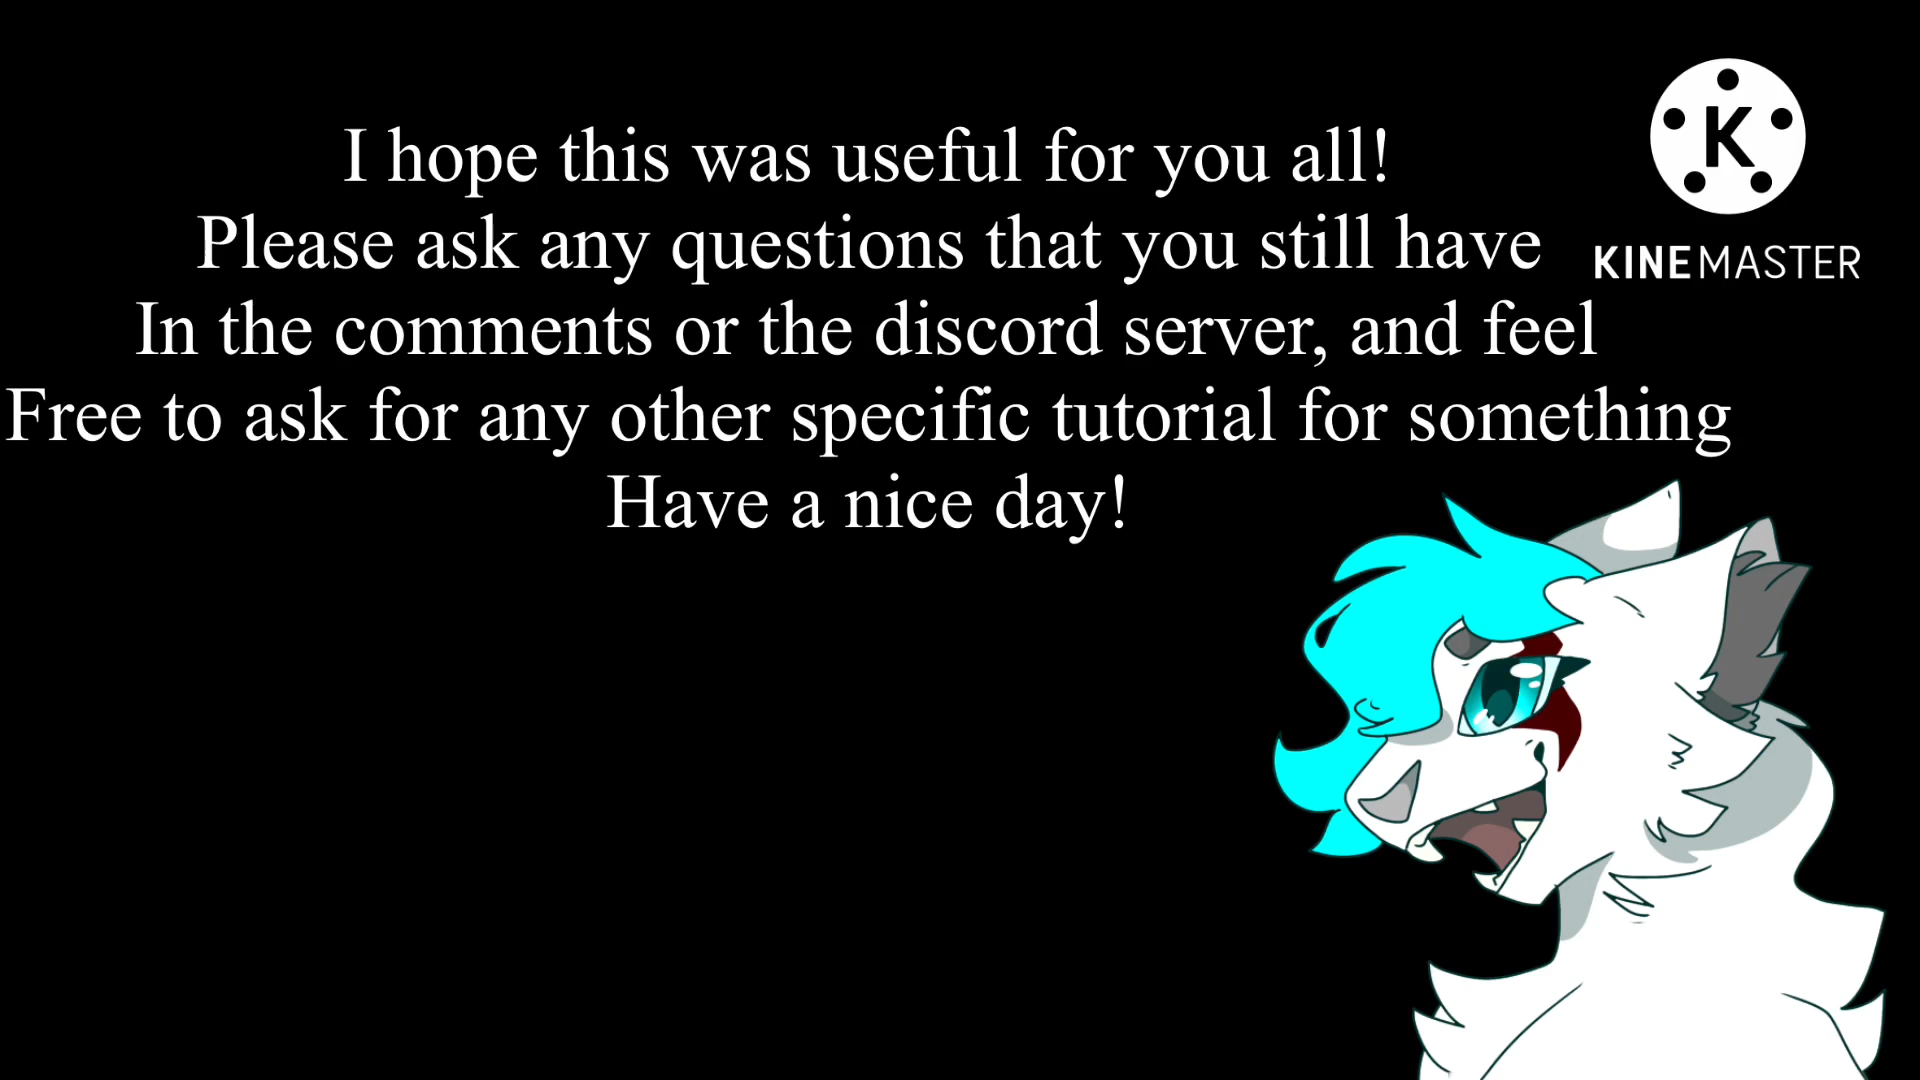 I hope this was useful for you all!
Please ask any questions that you still have
In the comments or the discord server, and feel
Free to ask for any other specific tutorial for something
Have a nice day!
K
KINEMASTER